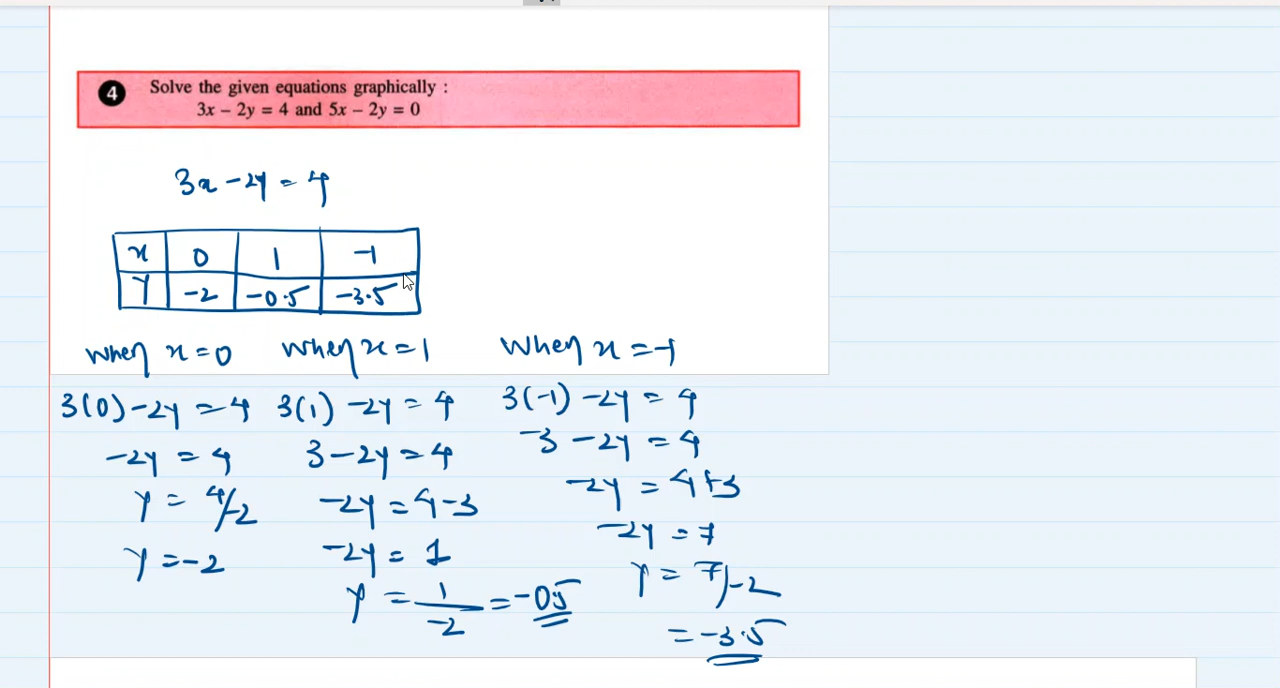 4 Solve the given equations graphically :
3x − 2y = 4 and 5x − 2y = 0
3x - 2y = 4
x 0 1 -1
y -2 -0.5 -3.5
when x = 0
3(0) - 2y = 4
-2y = 4
y = 4/-2
y = -2
when x = 1
3(1) - 2y = 4
3 - 2y = 4
-2y = 4 - 3
-2y = 1
y = 1/-2 = -05
When x = -1
3(-1) - 2y = 4
-3 - 2y = 4
-2y = 4 + 3
-2y = 7
y = 7/-2
= -3.5